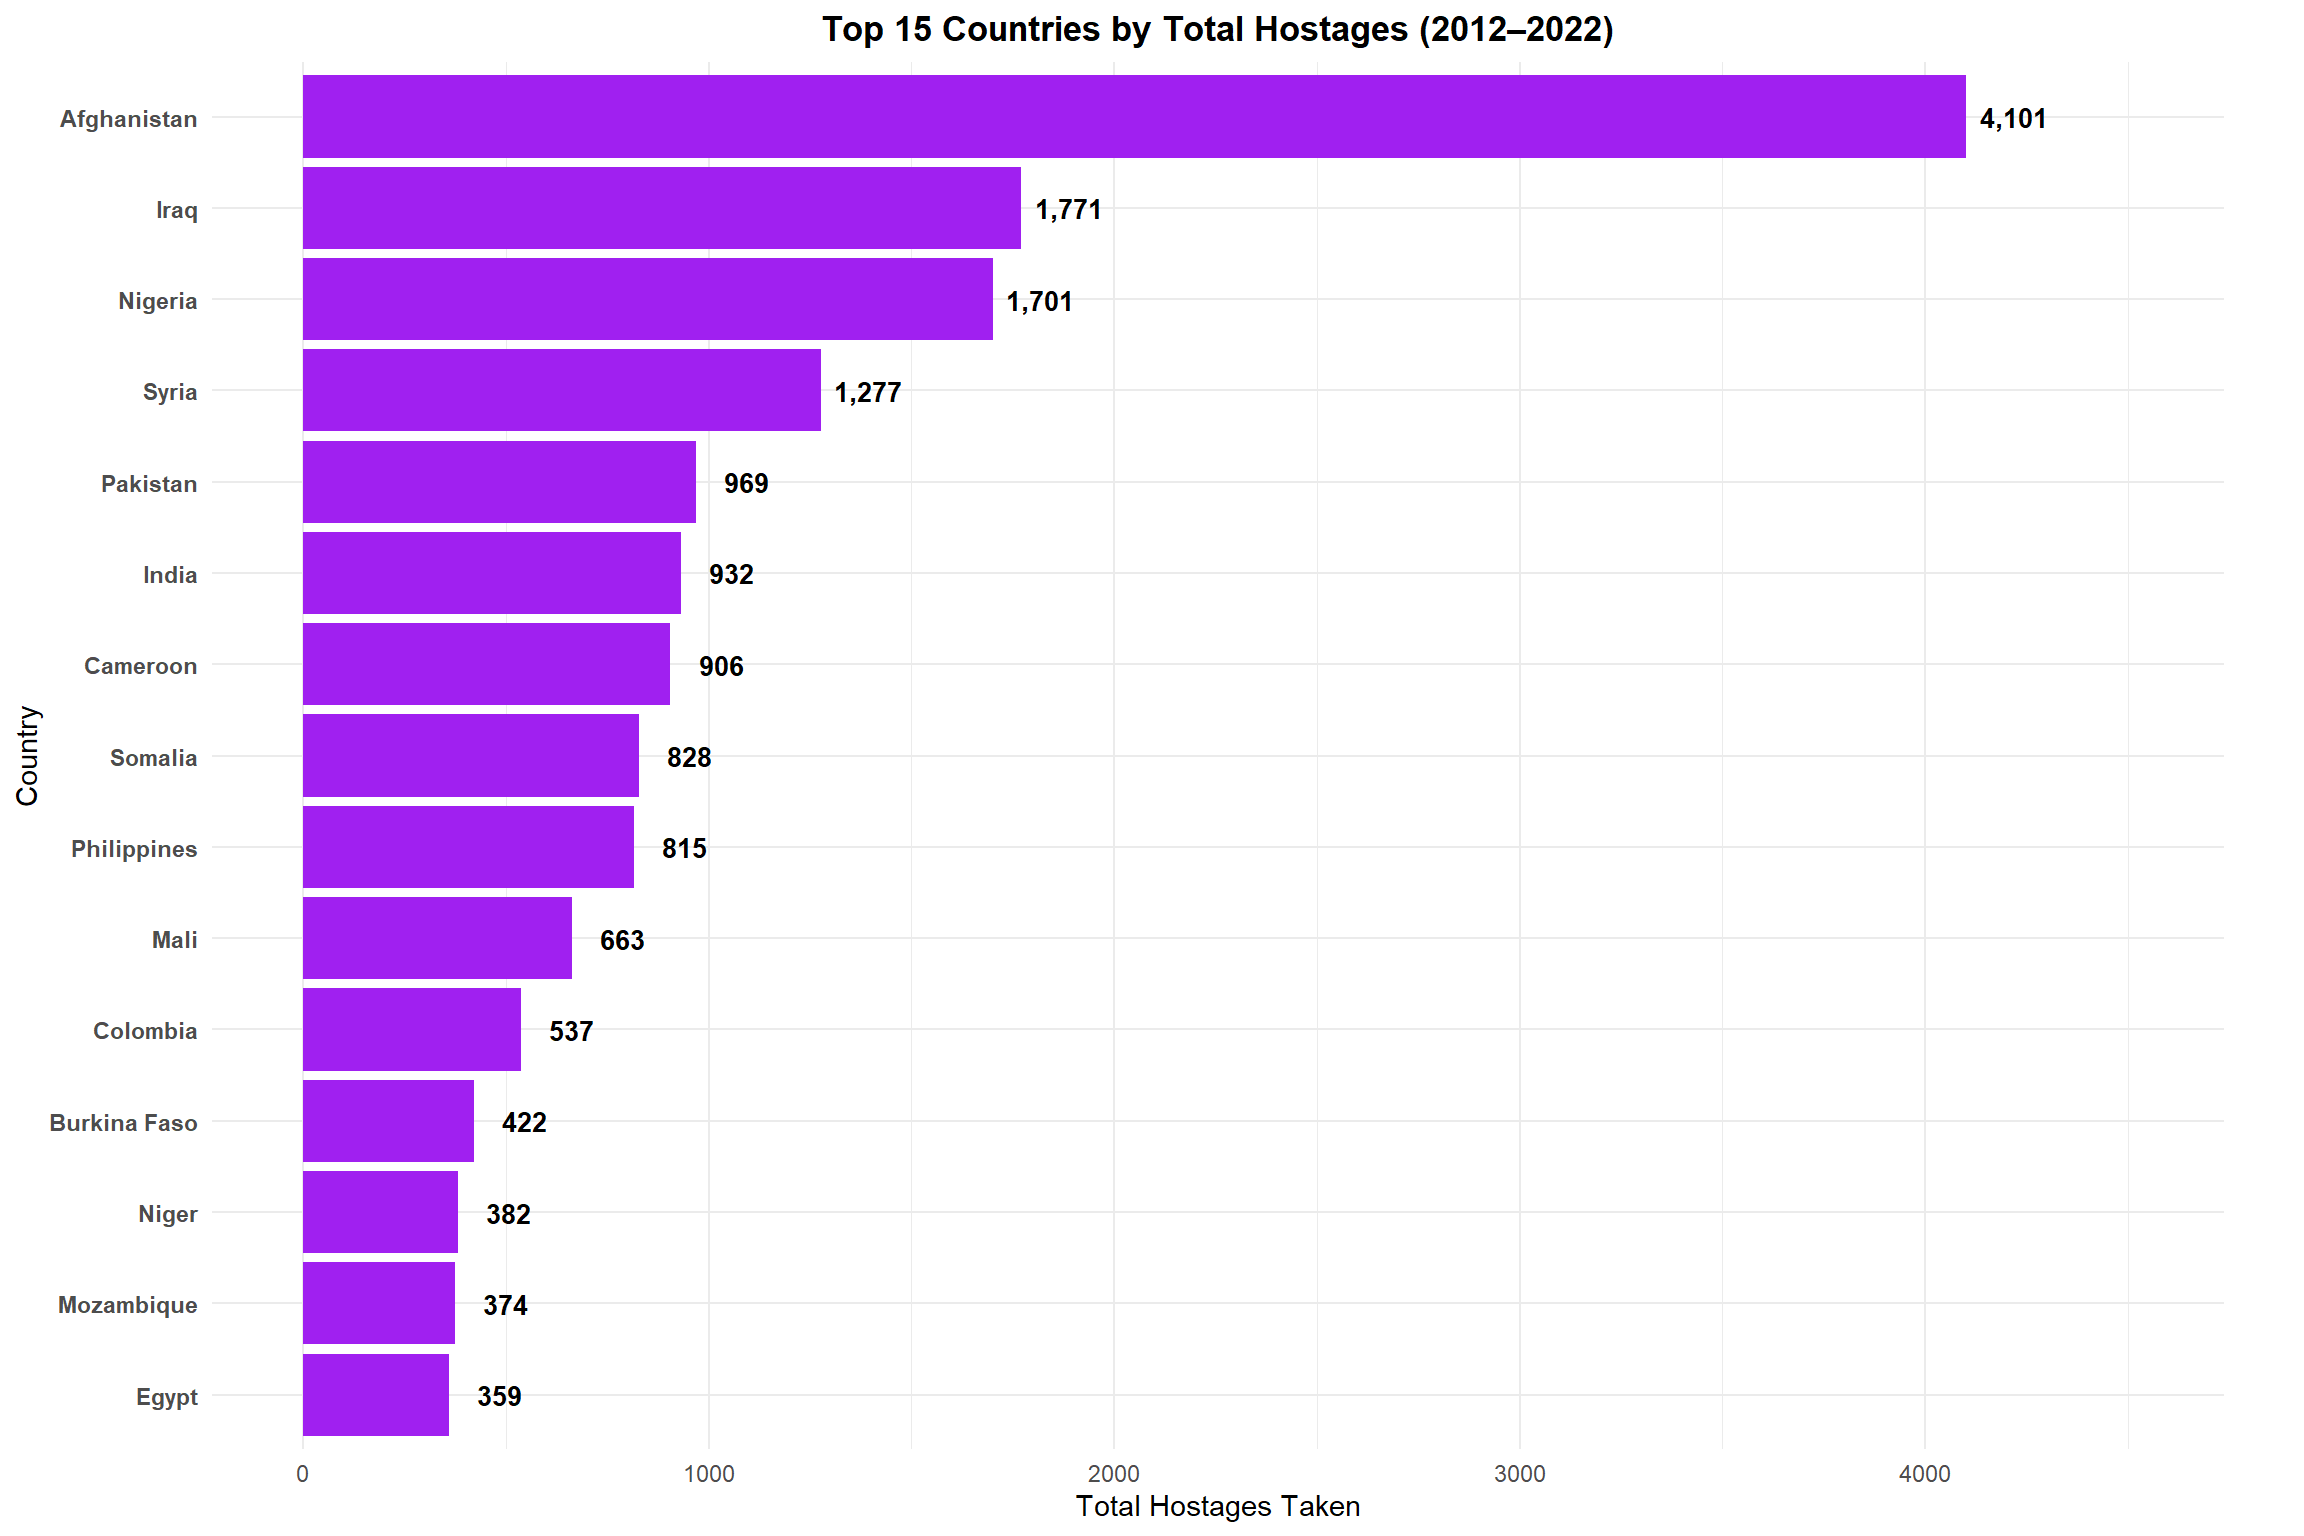 Top 15 Countries by Total Hostages (2012–2022)
Country
Afghanistan 4,101
Iraq 1,771
Nigeria 1,701
Syria 1,277
Pakistan 969
India 932
Cameroon 906
Somalia 828
Philippines 815
Mali 663
Colombia 537
Burkina Faso 422
Niger 382
Mozambique 374
Egypt 359
0 1000 2000 3000 4000
Total Hostages Taken